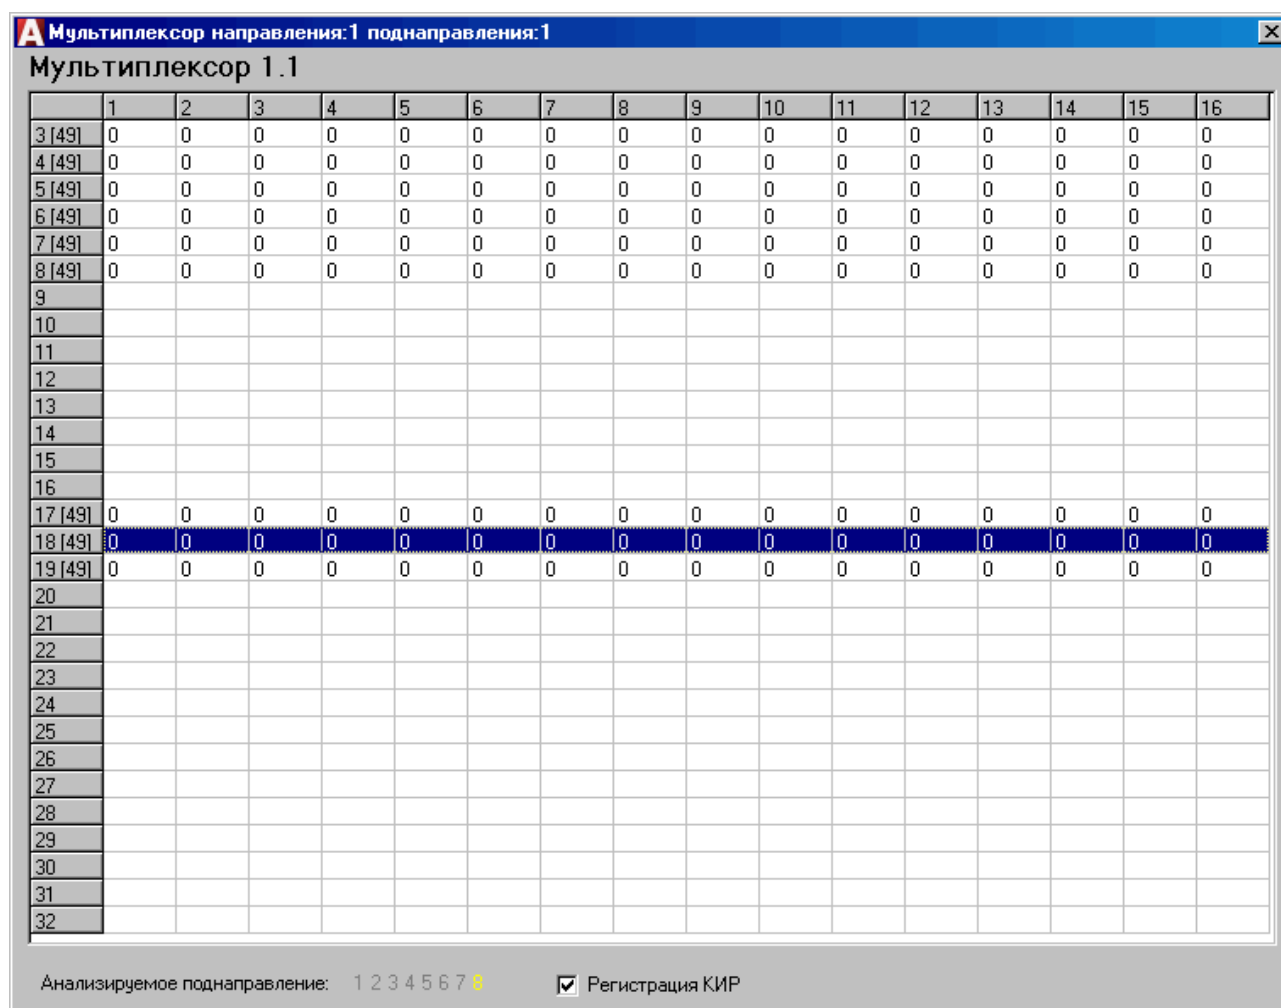 Мультиплексор направления:1 поднаправления:1
Мультиплексор 1.1
1 2 3 4 5 6 7 8 9 10 11 12 13 14 15 16
3 [49] 0 0 0 0 0 0 0 0 0 0 0 0 0 0 0 0
4 [49] 0 0 0 0 0 0 0 0 0 0 0 0 0 0 0 0
5 [49] 0 0 0 0 0 0 0 0 0 0 0 0 0 0 0 0
6 [49] 0 0 0 0 0 0 0 0 0 0 0 0 0 0 0 0
7 [49] 0 0 0 0 0 0 0 0 0 0 0 0 0 0 0 0
8 [49] 0 0 0 0 0 0 0 0 0 0 0 0 0 0 0 0
9
10
11
12
13
14
15
16
17 [49] 0 0 0 0 0 0 0 0 0 0 0 0 0 0 0 0
18 [49] 0 0 0 0 0 0 0 0 0 0 0 0 0 0 0 0
19 [49] 0 0 0 0 0 0 0 0 0 0 0 0 0 0 0 0
20
21
22
23
24
25
26
27
28
29
30
31
32
Анализируемое поднаправление: 1 2 3 4 5 6 7 8 Регистрация КИР